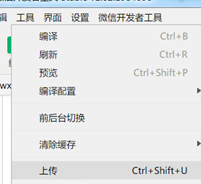 辑 工具 界面 设置 微信开发者工具
编译 Ctrl+B
刷新 Ctrl+R
预览 Ctrl+Shift+P
编译配置
wx
前后台切换
清除缓存
上传 Ctrl+Shift+U